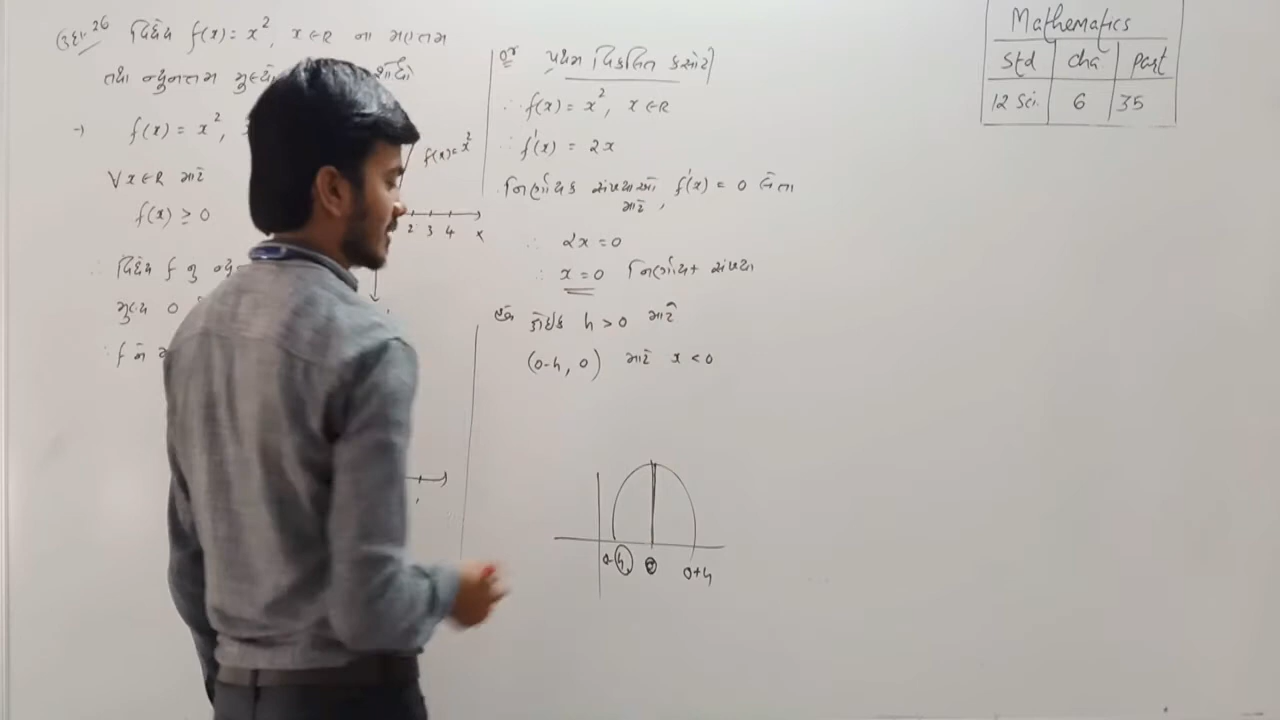 ઉદા. 26 વિધેય f(x) = x², x∈R ના મહત્તમ
તથા ન્યૂનતમ મૂલ્યો શોધો
→ f(x) = x²,
∀x∈R માટે
f(x) ≥ 0
∴ વિધેય f નું
મૂલ્ય 0
∴ f ને
f(x)=x²
2 3 4 x
પ્રથમ વિકલિત કસોટી
∴ f(x) = x², x∈R
∴ f'(x) = 2x
નિર્ણાયક સંખ્યાઓ માટે, f'(x) = 0 લેતા
∴ 2x = 0
∴ x = 0 નિર્ણાયક સંખ્યા
હવે કોઈક h > 0 માટે
(0-h, 0) માટે x < 0
0-h 0 0+h
Mathematics
Std cha part
12 Sci. 6 35